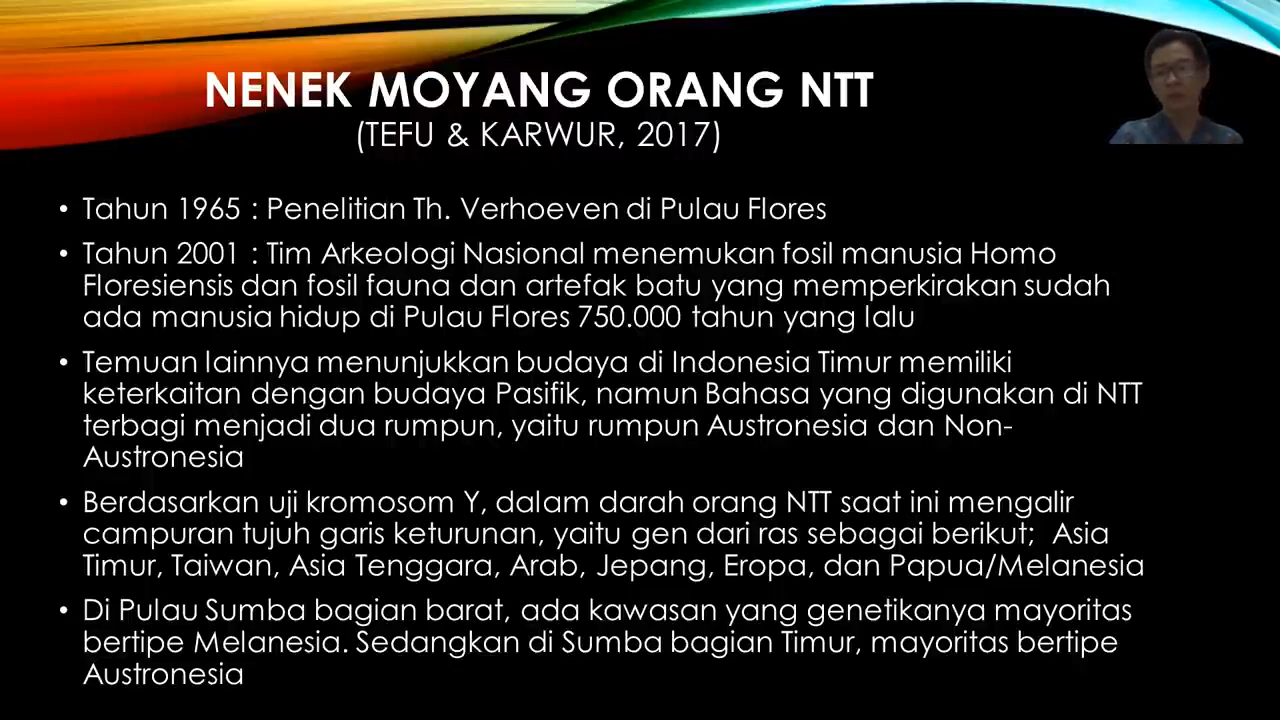 NENEK MOYANG ORANG NTT
(TEFU & KARWUR, 2017)
• Tahun 1965 : Penelitian Th. Verhoeven di Pulau Flores
• Tahun 2001 : Tim Arkeologi Nasional menemukan fosil manusia Homo
Floresiensis dan fosil fauna dan artefak batu yang memperkirakan sudah
ada manusia hidup di Pulau Flores 750.000 tahun yang lalu
• Temuan lainnya menunjukkan budaya di Indonesia Timur memiliki
keterkaitan dengan budaya Pasifik, namun Bahasa yang digunakan di NTT
terbagi menjadi dua rumpun, yaitu rumpun Austronesia dan Non-
Austronesia
• Berdasarkan uji kromosom Y, dalam darah orang NTT saat ini mengalir
campuran tujuh garis keturunan, yaitu gen dari ras sebagai berikut;  Asia
Timur, Taiwan, Asia Tenggara, Arab, Jepang, Eropa, dan Papua/Melanesia
• Di Pulau Sumba bagian barat, ada kawasan yang genetikanya mayoritas
bertipe Melanesia. Sedangkan di Sumba bagian Timur, mayoritas bertipe
Austronesia